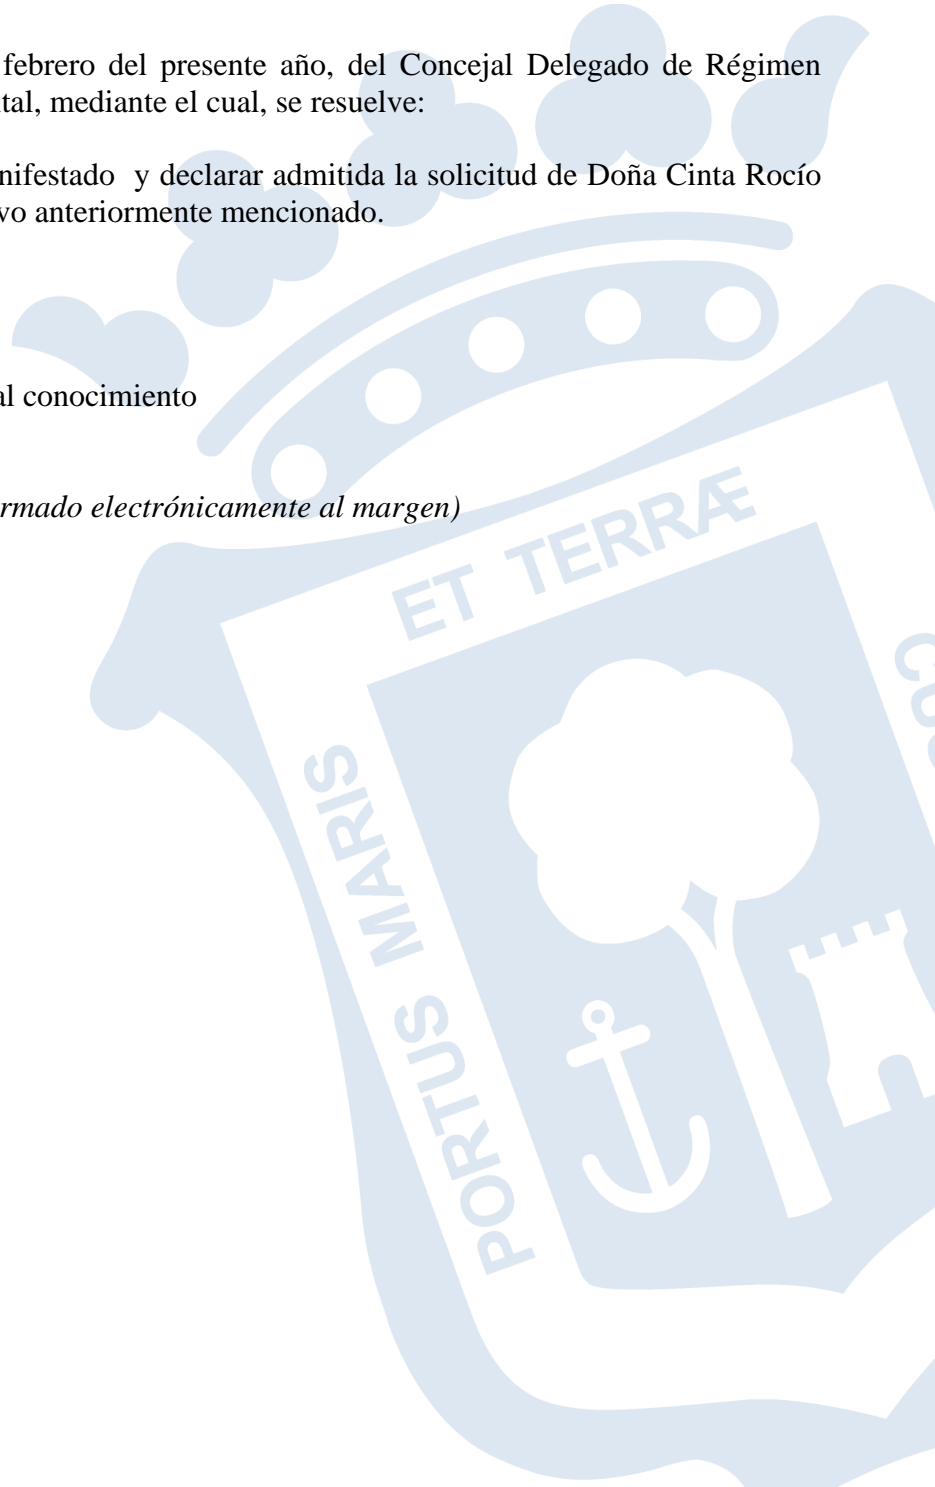 febrero del presente año, del Concejal Delegado de Régimen
tal, mediante el cual, se resuelve:
nifestado y declarar admitida la solicitud de Doña Cinta Rocío
vo anteriormente mencionado.
al conocimiento
rmado electrónicamente al margen)
ET TERRÆ
PORTUS MARIS